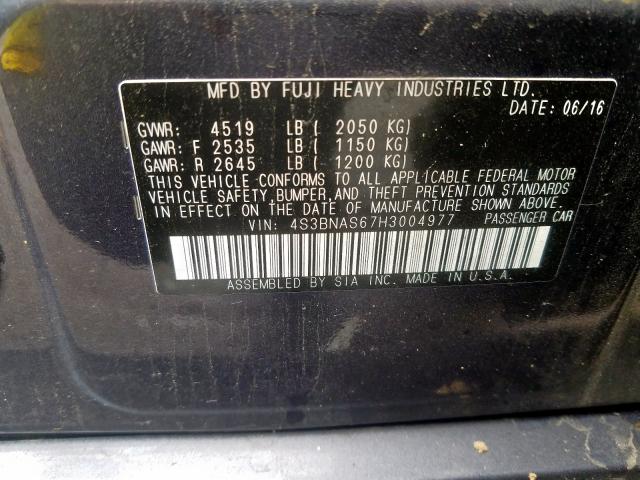 MFD BY FUJI HEAVY INDUSTRIES LTD.
DATE: 06/16
GVWR: 4519 LB ( 2050 KG)
GAWR: F 2535 LB ( 1150 KG)
GAWR: R 2645 LB ( 1200 KG)
THIS VEHICLE CONFORMS TO ALL APPLICABLE FEDERAL MOTOR
VEHICLE SAFETY,BUMPER,AND THEFT PREVENTION STANDARDS
IN EFFECT ON THE DATE OF MANUFACTURE SHOWN ABOVE.
VIN: 4S3BNAS67H3004977 PASSENGER CAR
ASSEMBLED BY SIA INC. MADE IN U.S.A.